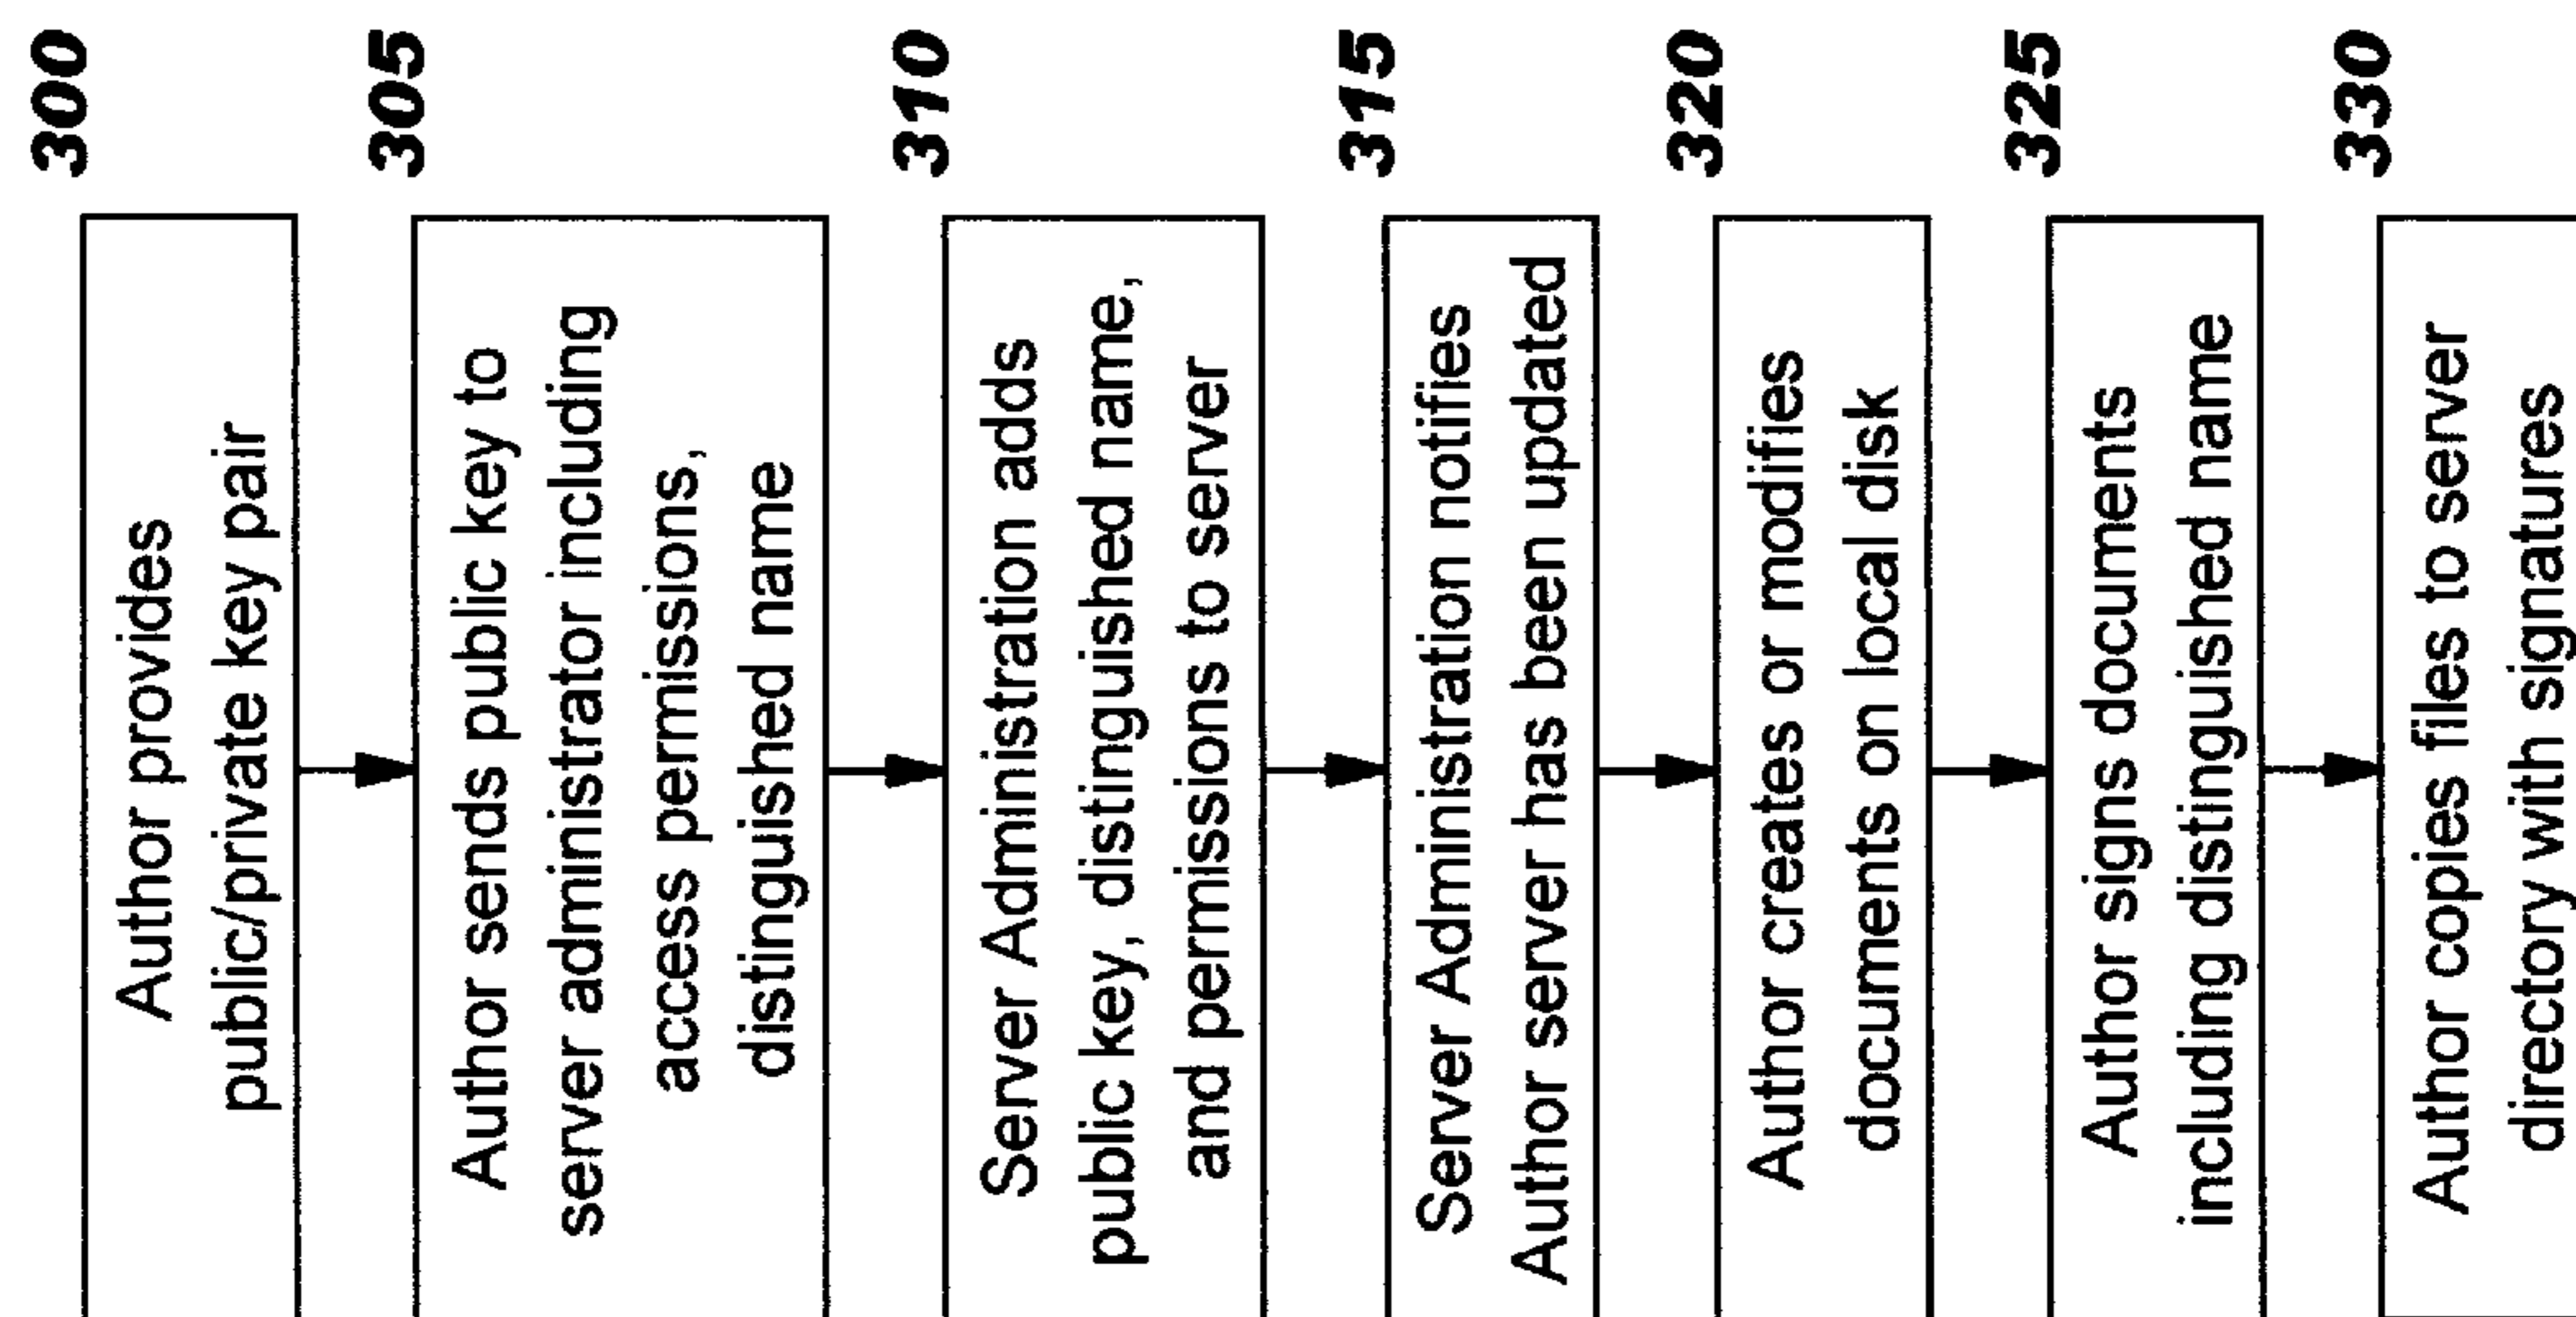 300
Author provides
public/private key pair
305
Author sends public key to
server administrator including
access permissions,
distinguished name
310
Server Administration adds
public key, distinguished name,
and permissions to server
315
Server Administration notifies
Author server has been updated
320
Author creates or modifies
documents on local disk
325
Author signs documents
including distinguished name
330
Author copies files to server
directory with signatures